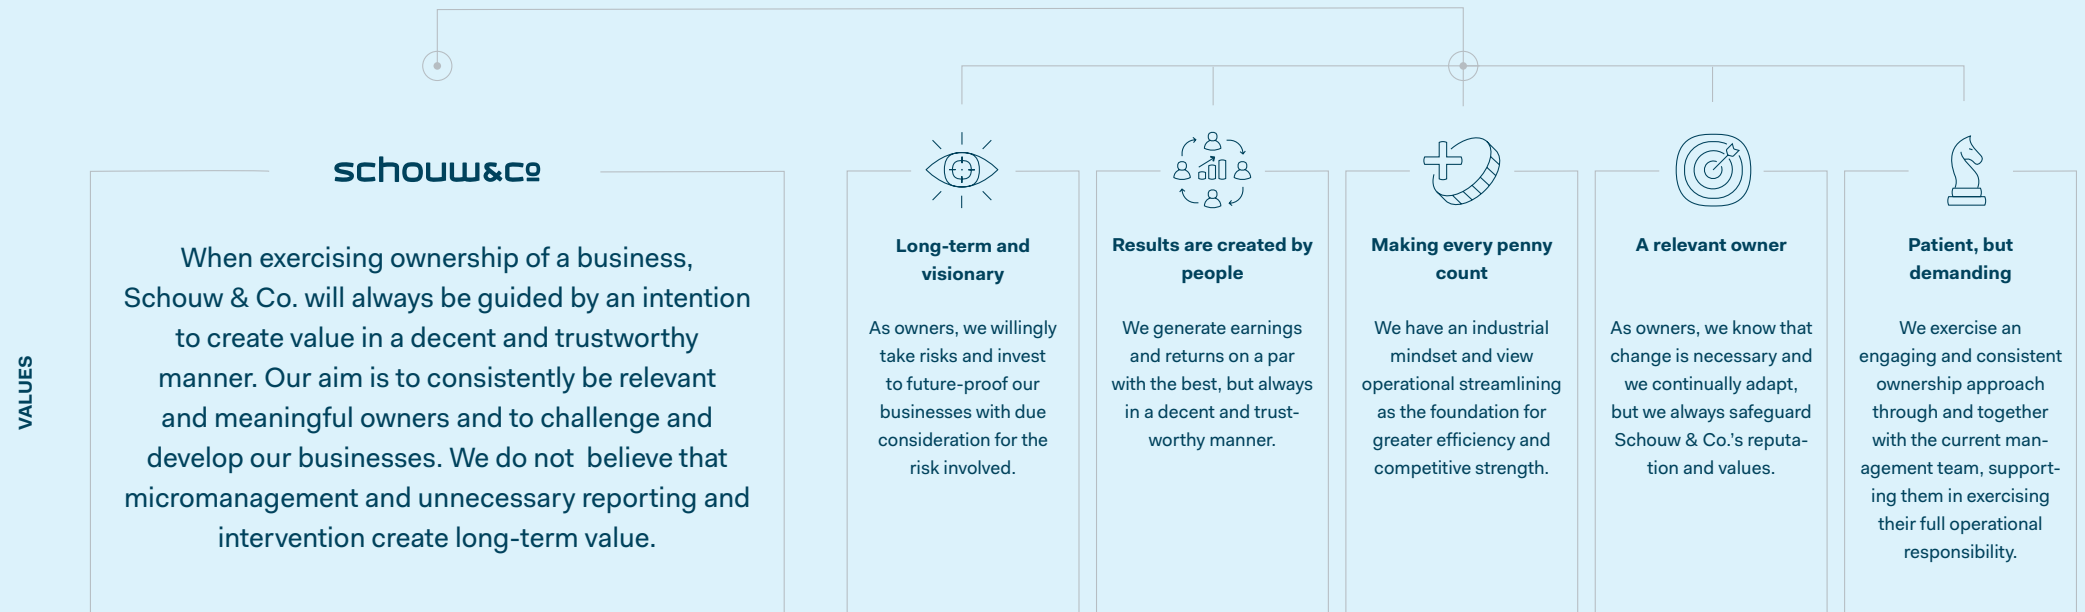 VALUES
schouw&co
When exercising ownership of a business,
Schouw & Co. will always be guided by an intention
to create value in a decent and trustworthy
manner. Our aim is to consistently be relevant
and meaningful owners and to challenge and
develop our businesses. We do not  believe that
micromanagement and unnecessary reporting and
intervention create long-term value.
Long-term and
visionary
As owners, we willingly
take risks and invest
to future-proof our
businesses with due
consideration for the
risk involved.
Results are created by
people
We generate earnings
and returns on a par
with the best, but always
in a decent and trust-
worthy manner.
Making every penny
count
We have an industrial
mindset and view
operational streamlining
as the foundation for
greater efficiency and
competitive strength.
A relevant owner
As owners, we know that
change is necessary and
we continually adapt,
but we always safeguard
Schouw & Co.'s reputa-
tion and values.
Patient, but
demanding
We exercise an
engaging and consistent
ownership approach
through and together
with the current man-
agement team, support-
ing them in exercising
their full operational
responsibility.